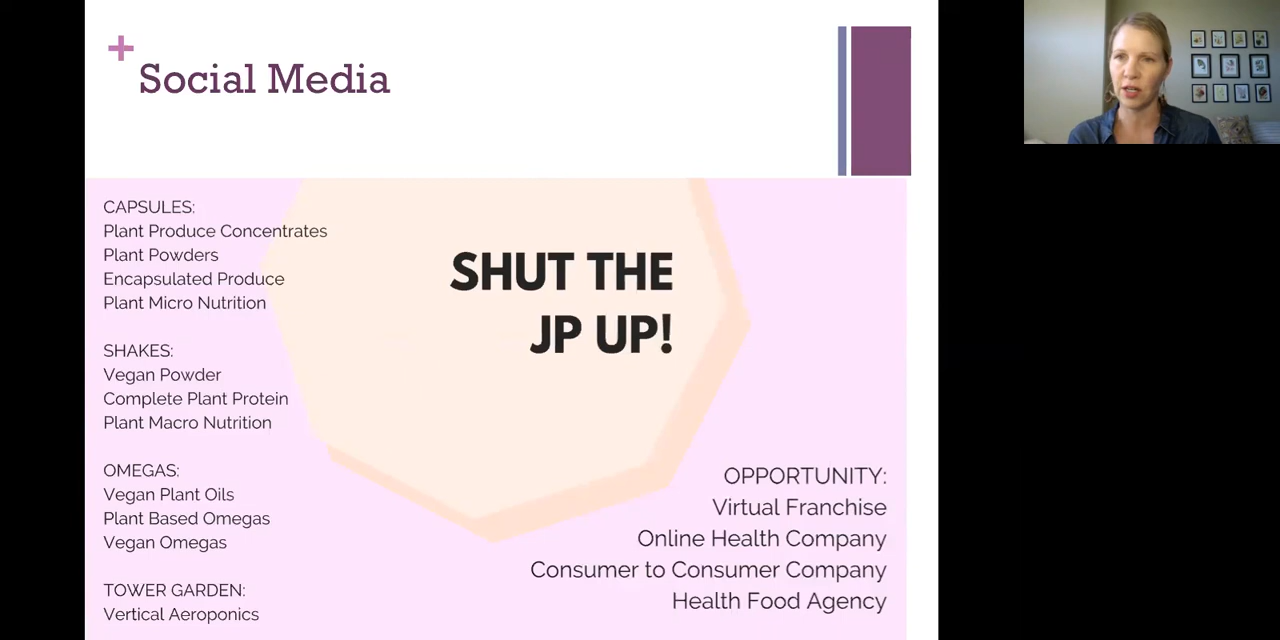 +
Social Media
CAPSULES:
Plant Produce Concentrates
Plant Powders
Encapsulated Produce
Plant Micro Nutrition
SHAKES:
Vegan Powder
Complete Plant Protein
Plant Macro Nutrition
OMEGAS:
Vegan Plant Oils
Plant Based Omegas
Vegan Omegas
TOWER GARDEN:
Vertical Aeroponics
SHUT THE
JP UP!
OPPORTUNITY:
Virtual Franchise
Online Health Company
Consumer to Consumer Company
Health Food Agency